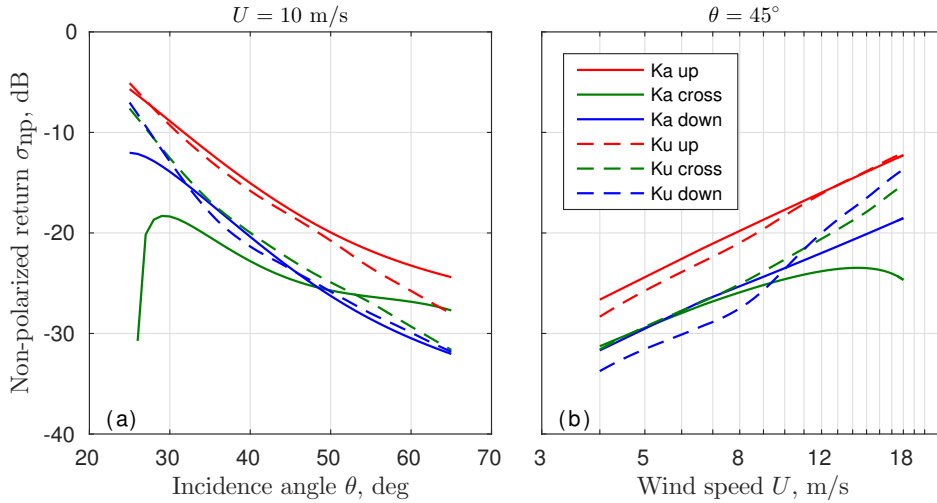 U = 10 m/s
θ = 45°
Non-polarized return σnp, dB
0
-10
-20
-30
-40
20 30 40 50 60 70
Incidence angle θ, deg
(a)
Ka up
Ka cross
Ka down
Ku up
Ku cross
Ku down
(b)
3 5 8 12 18
Wind speed U, m/s